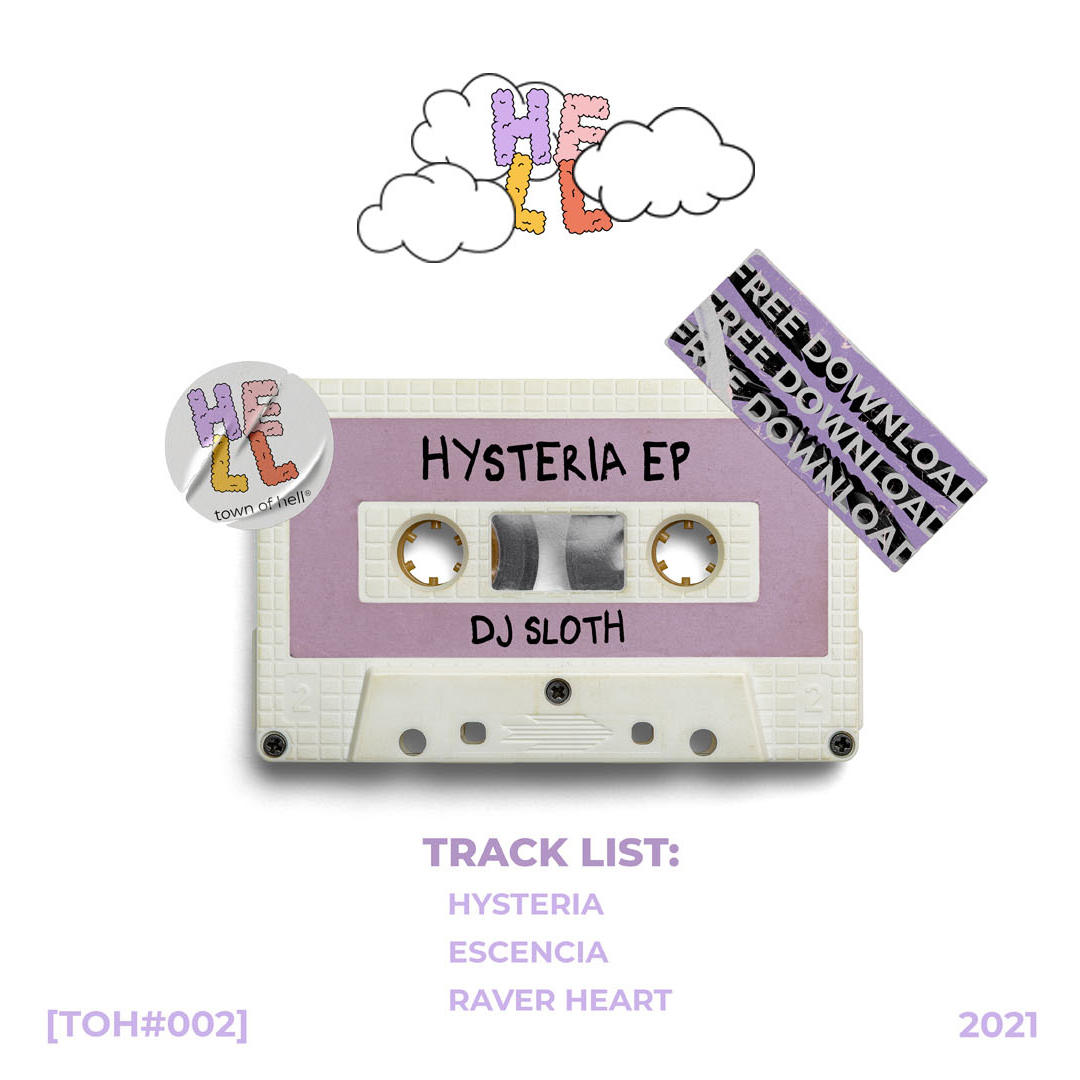 HE
LL
FREE DOWNLOAD
FREE DOWNLOAD
FREE DOWNLOAD
HE
LL
town of hell®
HYSTERIA EP
DJ SLOTH
2 2
TRACK LIST:
HYSTERIA
ESCENCIA
RAVER HEART
[TOH#002]
2021